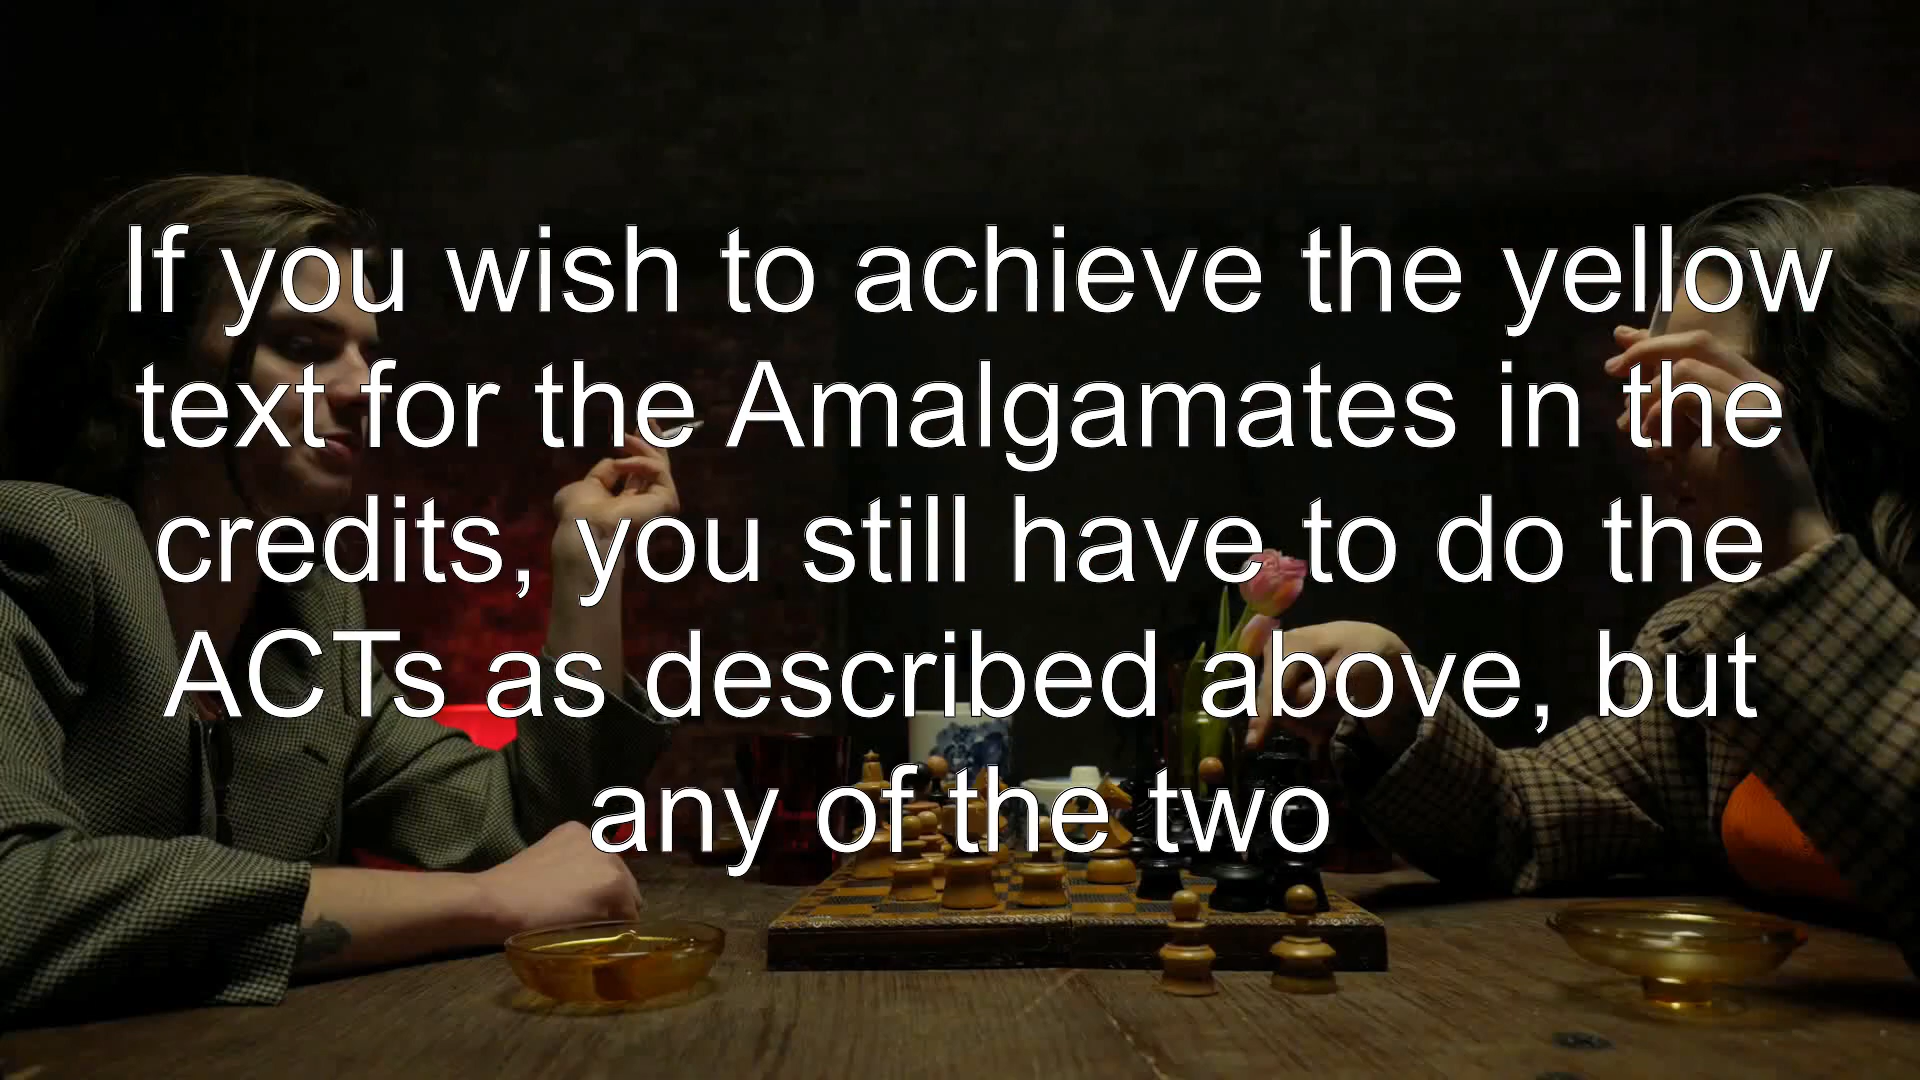 If you wish to achieve the yellow
text for the Amalgamates in the
credits, you still have to do the
ACTs as described above, but
any of the two